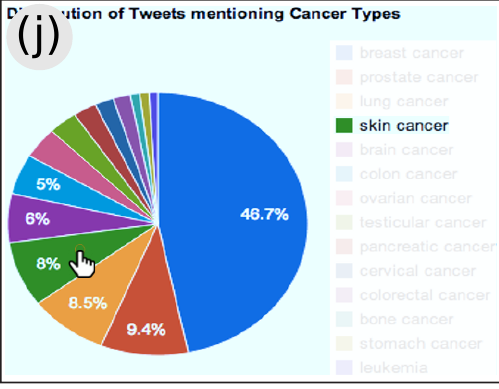 (j)
Di ution of Tweets mentioning Cancer Types
breast cancer
prostate cancer
lung cancer
skin cancer
brain cancer
colon cancer
ovarian cancer
testicular cancer
pancreatic cancer
cervical cancer
colorectal cancer
bone cancer
stomach cancer
leukemia
46.7%
9.4%
8.5%
8%
6%
5%